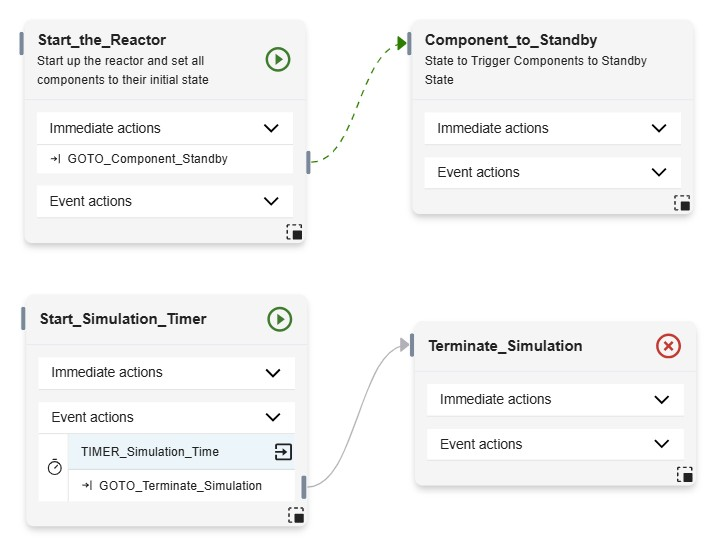 Start_the_Reactor
Start up the reactor and set all
components to their initial state
Immediate actions
GOTO_Component_Standby
Event actions
Component_to_Standby
State to Trigger Components to Standby
State
Immediate actions
Event actions
Start_Simulation_Timer
Immediate actions
Event actions
TIMER_Simulation_Time
GOTO_Terminate_Simulation
Terminate_Simulation
Immediate actions
Event actions